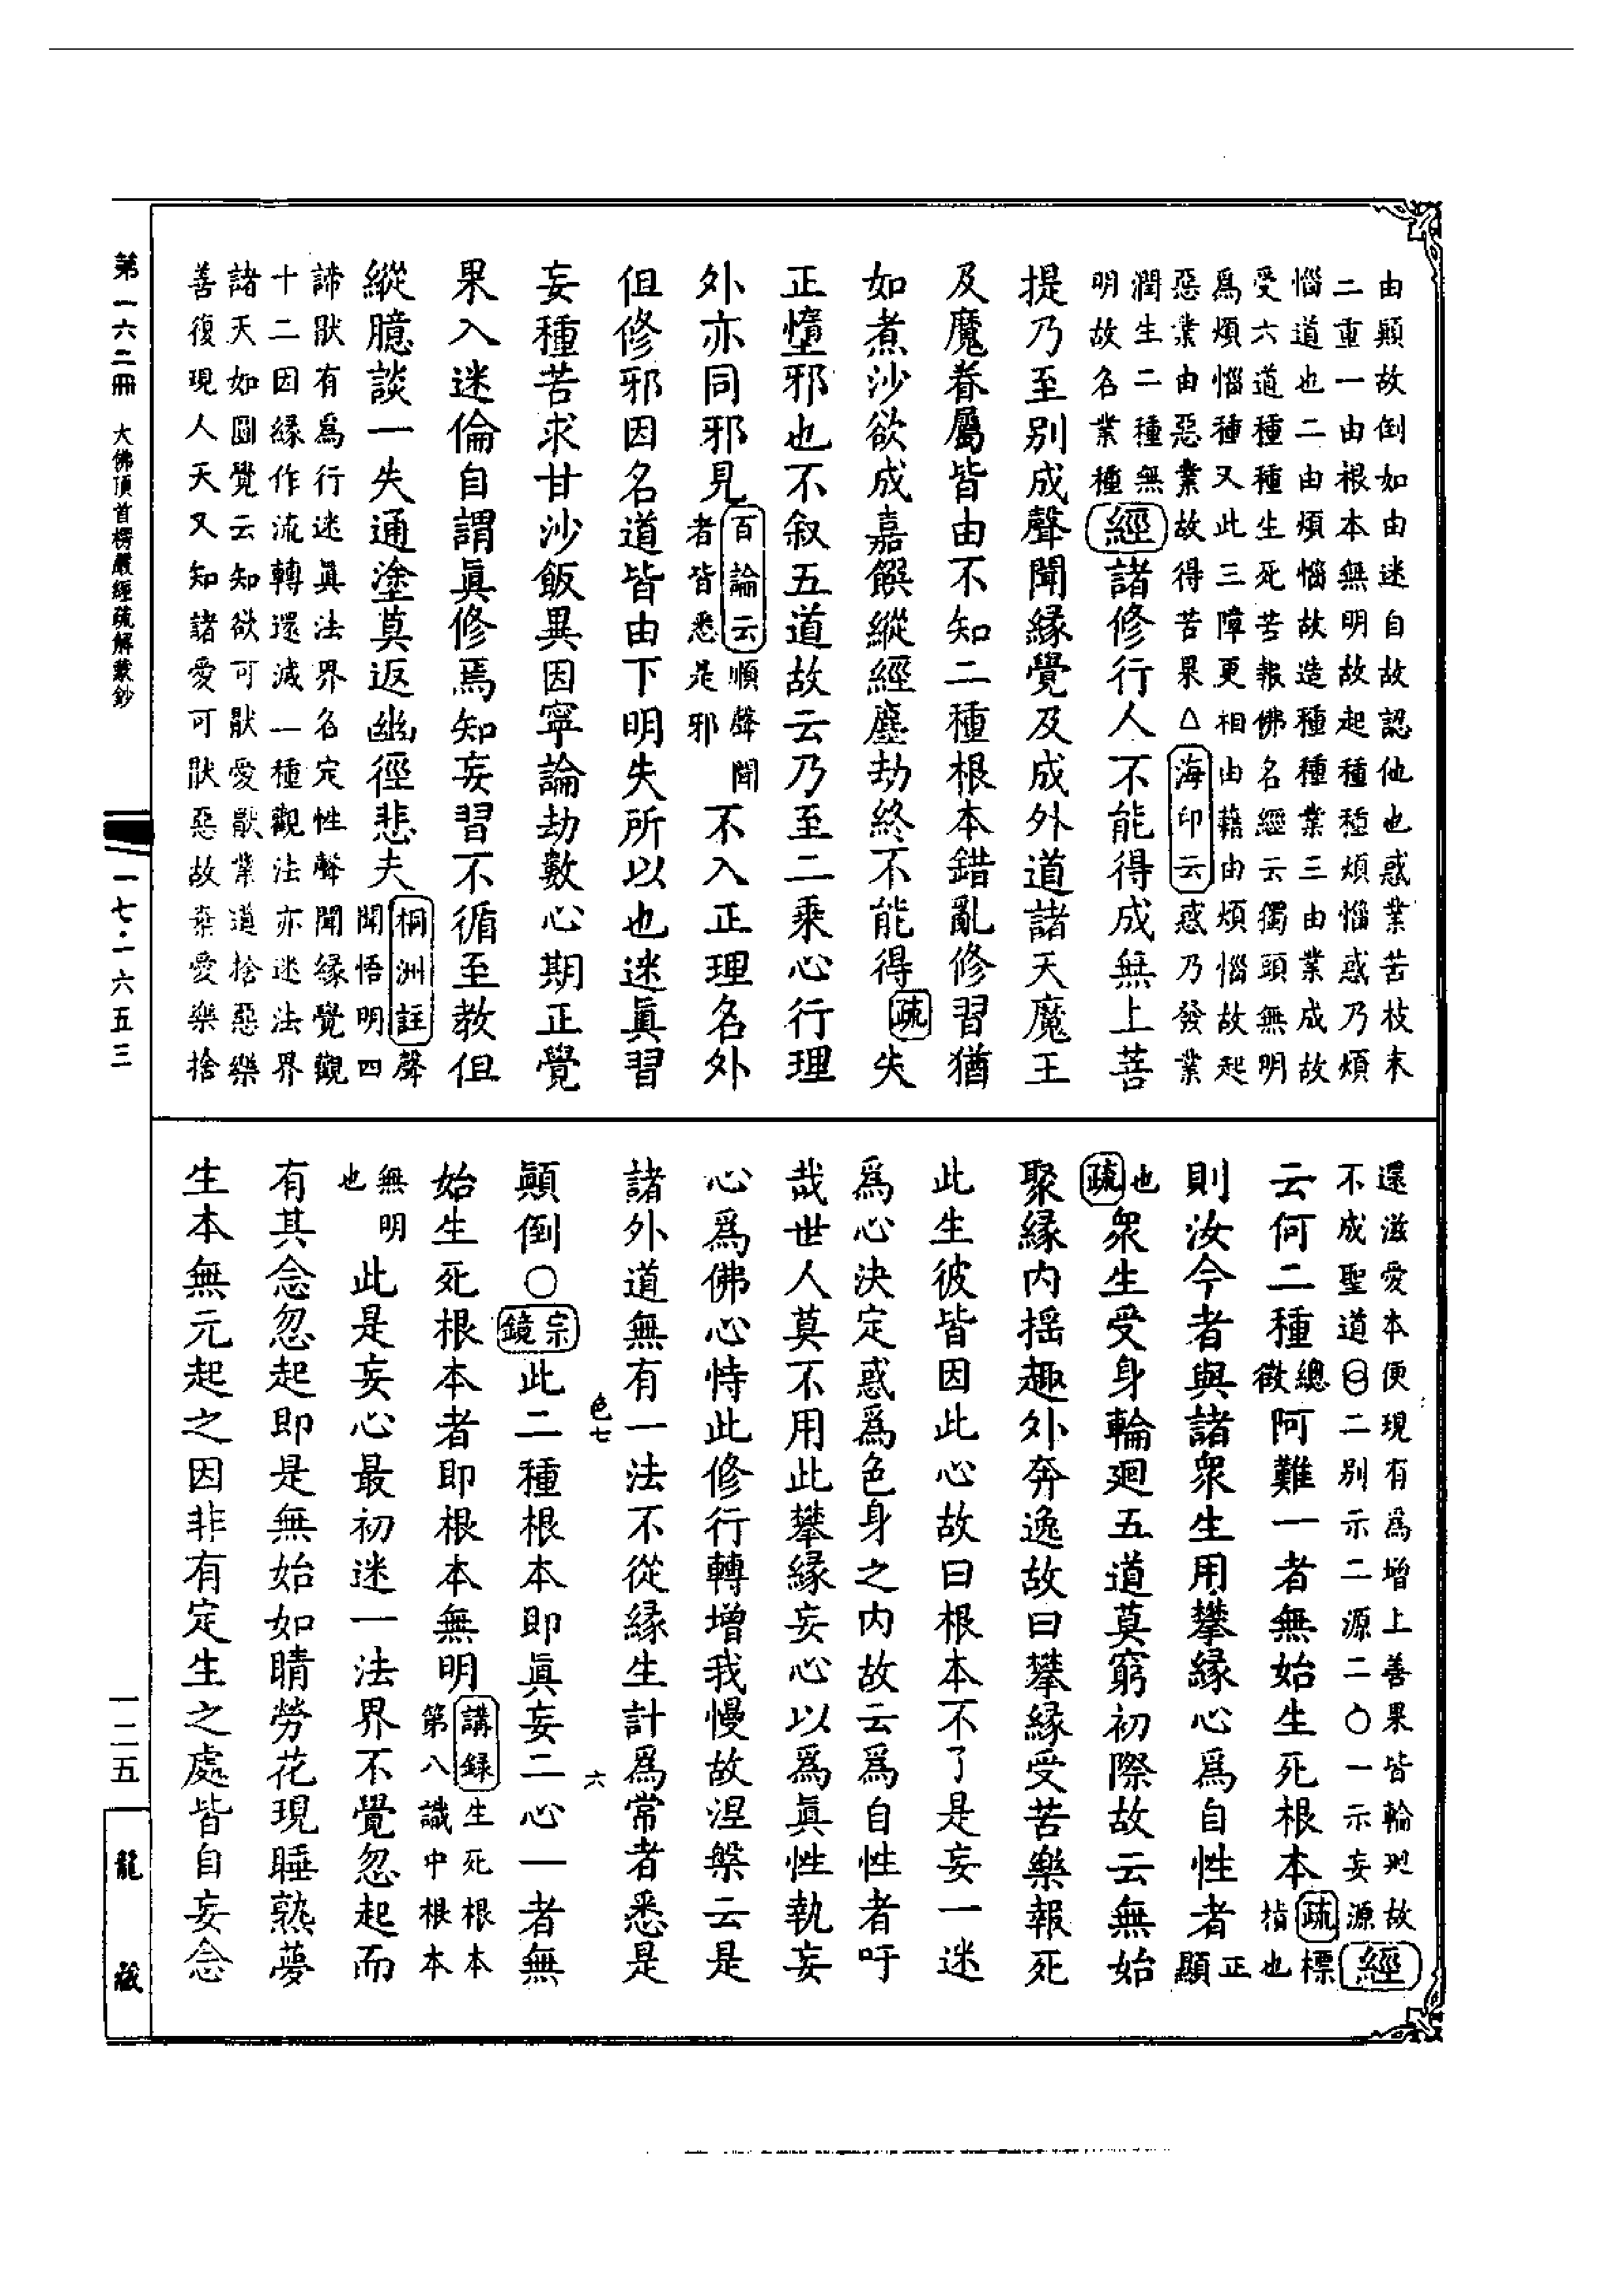 由顚故倒如由迷自故認他也惑業苦枝末
二重一由根本無明故起種種煩惱惑乃煩
惱道也二由煩惱故造種種業三由業成故
受六道種種生死苦報佛名經云獨頭無明
爲煩惱種又此三障更相由藉由煩惱故起
惡業由惡業故得苦果△海印云惑乃發業
潤生二種無
明故名業種
經諸修行人不能得成無上菩
提乃至別成聲聞緣覺及成外道諸天魔王
及魔眷屬皆由不知二種根本錯亂修習猶
如煮沙欲成嘉饌縱經塵劫終不能得疏失
正墮邪也不叙五道故云乃至二乘心行理
外亦同邪見
百論云順聲聞
者皆悉是邪
不入正理名外
但修邪因名道皆由下明失所以也迷眞習
妄種苦求甘沙飯異因寧論劫數心期正覺
果入迷倫自謂眞修焉知妄習不循至教但
縱臆談一失通塗莫返幽徑悲夫
桐洲註聲
聞悟明四
諦猒有爲行迷眞法界名定性聲聞緣覺觀
十二因緣作流轉還滅一種觀法亦迷法界
諸天如圓覺云知欲可猒愛猒業道捨惡樂
善復現人天又知諸愛可猒惡故棄愛樂捨
還滋愛本便現有爲增上善果皆輪廻故
不成聖道㊀二別示二源二〇一示妄源
經
云何二種
總
徵
阿難一者無始生死根本
疏標
指也
則汝今者與諸衆生用攀緣心爲自性者
正
顯
也
疏衆生受身輪廻五道莫窮初際故云無始
聚緣内揺趣外奔逸故曰攀緣受苦樂報死
此生彼皆因此心故曰根本不了是妄一迷
爲心決定惑爲色身之内故云爲自性者吁
哉世人莫不用此攀緣妄心以爲眞性執妄
心爲佛心恃此修行轉增我慢故涅槃云是
諸外道無有一法不從緣生計爲常者悉是
色七
六
顚倒〇宗鏡此二種根本即眞妄二心一者無
始生死根本者即根本無明
講録生死根本
第八識中根本
無明
也
此是妄心最初迷一法界不覺忽起而
有其念忽起即是無始如睛勞花現睡熟夢
生本無元起之因非有定生之處皆自妄念
第一六二冊
大佛頂首楞嚴經疏解蒙鈔
一七·一六五三
一二五
龍藏